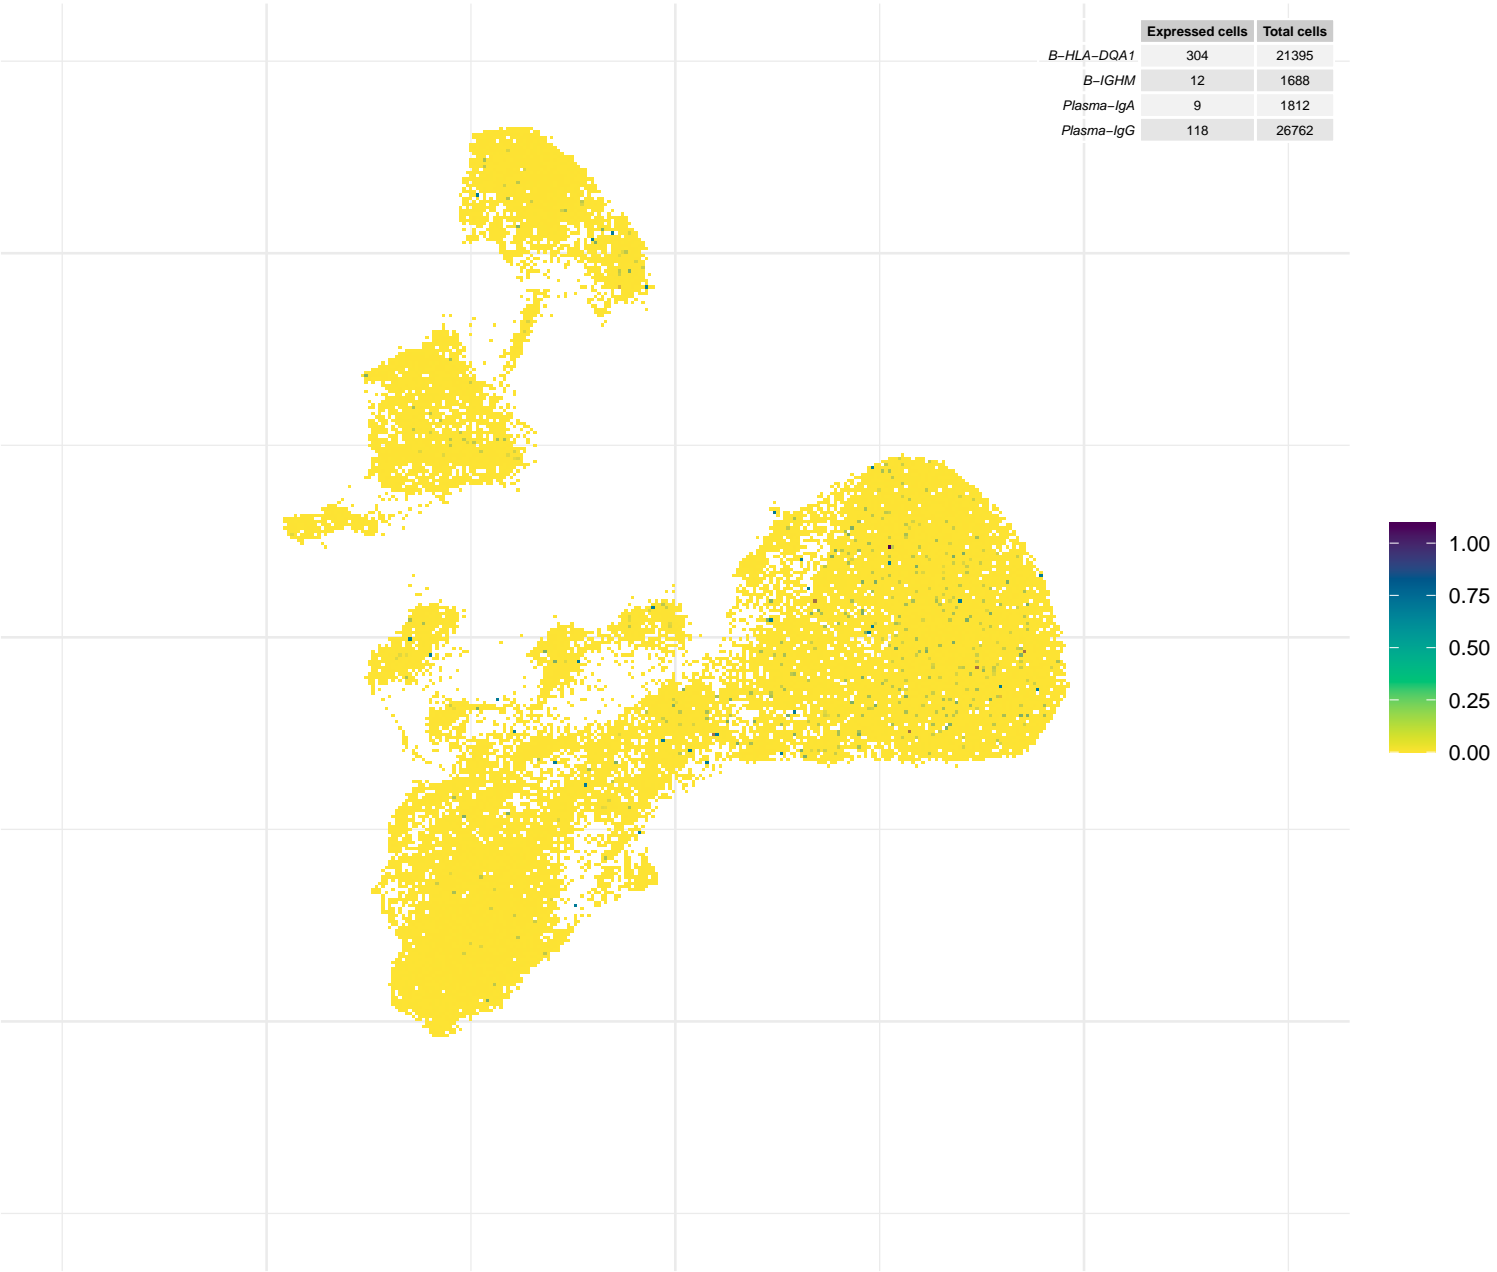 Expressed cells Total cells
B−HLA−DQA1 304 21395
B−IGHM 12 1688
Plasma−IgA 9 1812
Plasma−IgG 118 26762
1.00
0.75
0.50
0.25
0.00